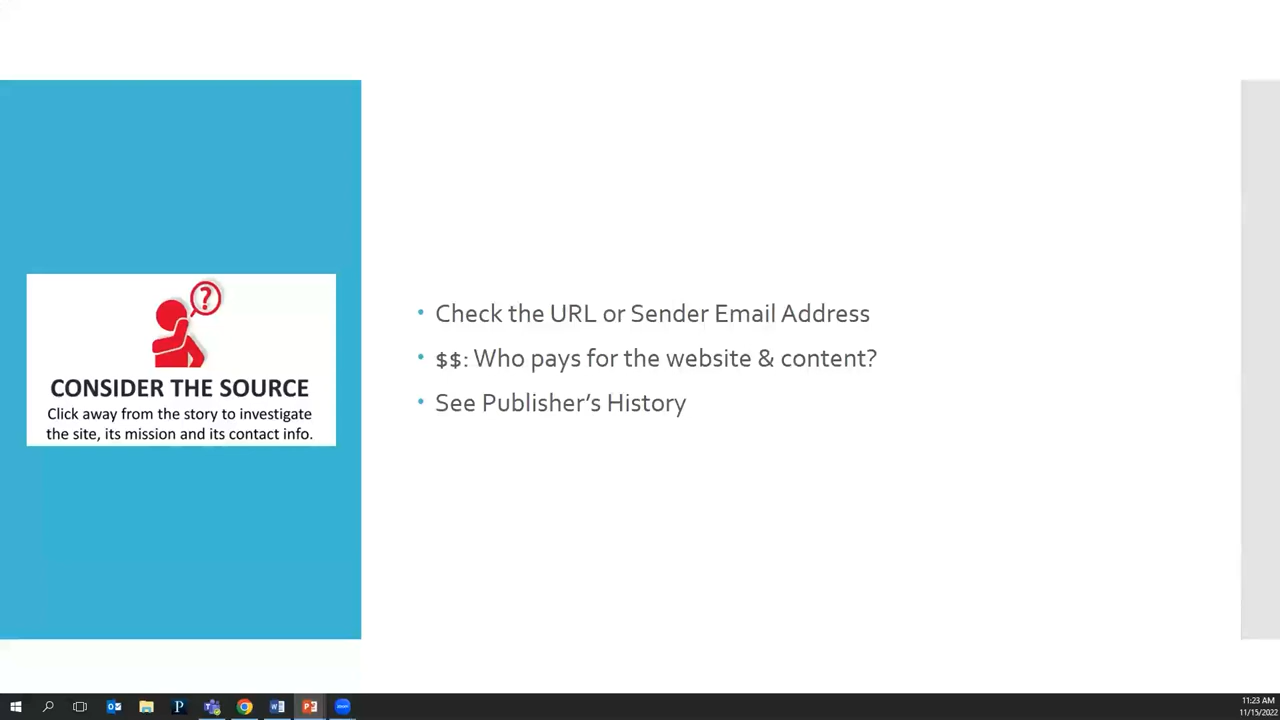 ?
CONSIDER THE SOURCE
Click away from the story to investigate
the site, its mission and its contact info.
• Check the URL or Sender Email Address
• $$: Who pays for the website & content?
• See Publisher’s History
11:23 AM
11/15/2022